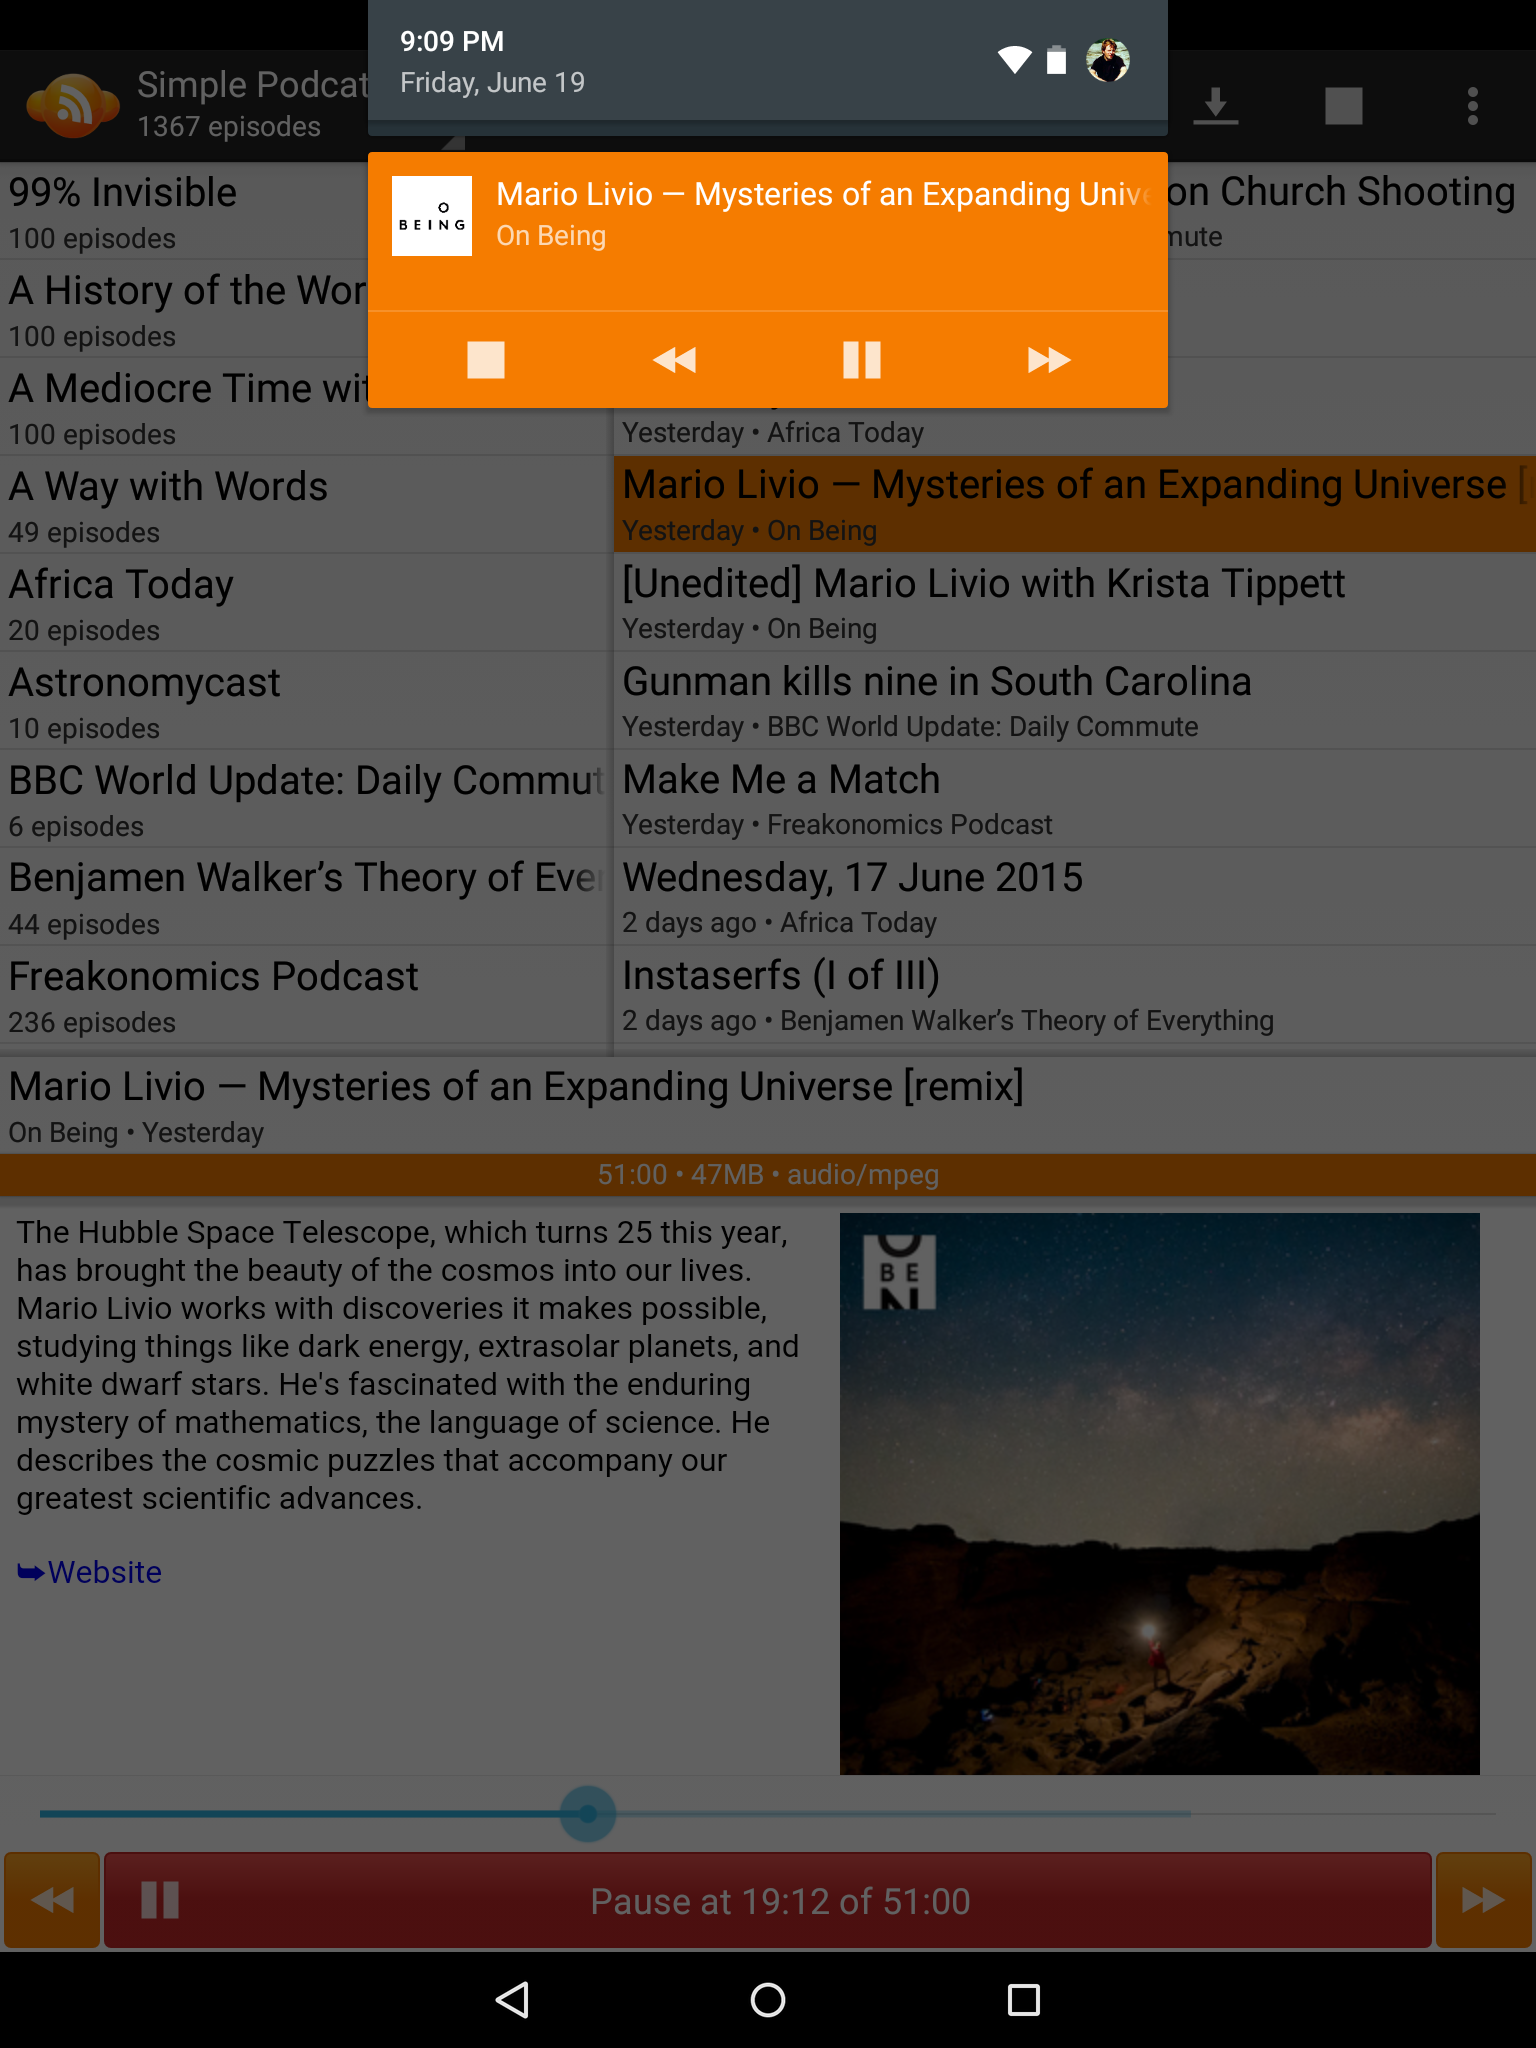 9:09 PM
Friday, June 19
Simple Podcat
1367 episodes
O
BEING
Mario Livio — Mysteries of an Expanding Unive
On Being
99% Invisible
100 episodes
A History of the Wor
100 episodes
A Mediocre Time wit
100 episodes
A Way with Words
49 episodes
Africa Today
20 episodes
Astronomycast
10 episodes
BBC World Update: Daily Commut
6 episodes
Benjamen Walker’s Theory of Ever
44 episodes
Freakonomics Podcast
236 episodes
on Church Shooting
mute
Yesterday • Africa Today
Mario Livio — Mysteries of an Expanding Universe [
Yesterday • On Being
[Unedited] Mario Livio with Krista Tippett
Yesterday • On Being
Gunman kills nine in South Carolina
Yesterday • BBC World Update: Daily Commute
Make Me a Match
Yesterday • Freakonomics Podcast
Wednesday, 17 June 2015
2 days ago • Africa Today
Instaserfs (I of III)
2 days ago • Benjamen Walker’s Theory of Everything
Mario Livio — Mysteries of an Expanding Universe [remix]
On Being • Yesterday
51:00 • 47MB • audio/mpeg
The Hubble Space Telescope, which turns 25 this year,
has brought the beauty of the cosmos into our lives.
Mario Livio works with discoveries it makes possible,
studying things like dark energy, extrasolar planets, and
white dwarf stars. He's fascinated with the enduring
mystery of mathematics, the language of science. He
describes the cosmic puzzles that accompany our
greatest scientific advances.
➥Website
O
BE
N
Pause at 19:12 of 51:00